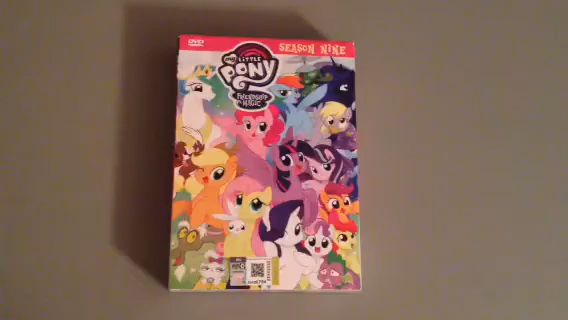 DVD
SEASON NINE
MY LITTLE
PONY
FRIENDSHIP
IS MAGIC